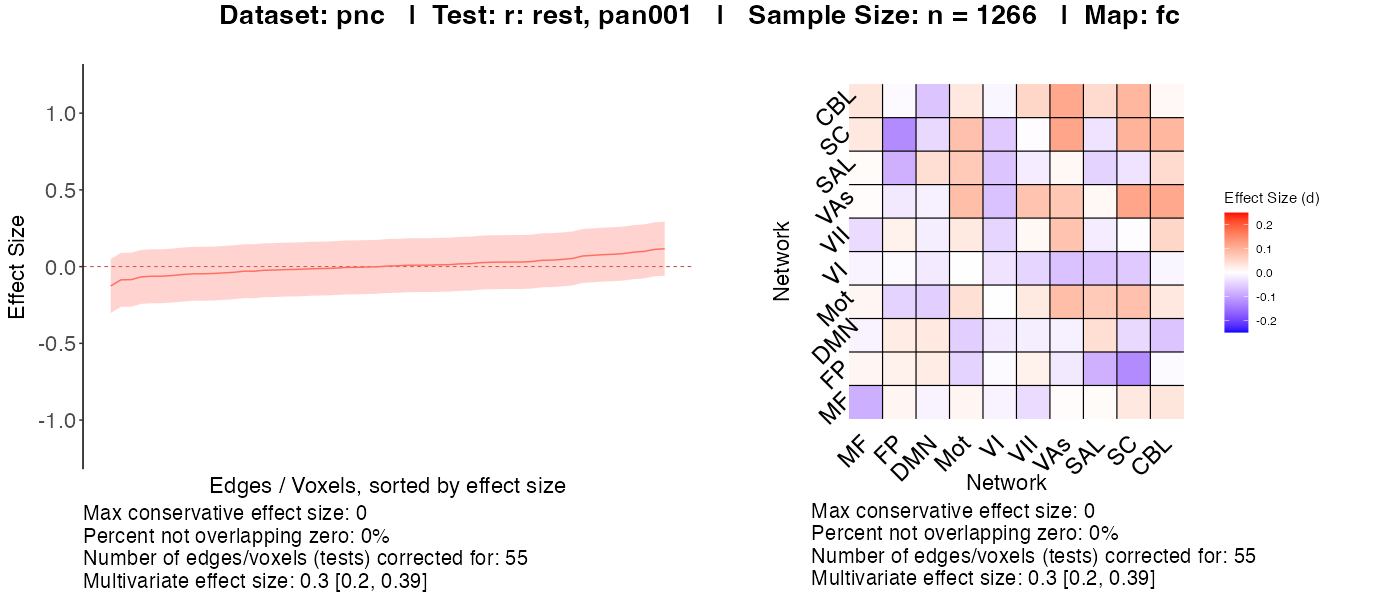 Dataset: pnc | Test: r: rest, pan001 | Sample Size: n = 1266 | Map: fc
Effect Size
1.0
0.5
0.0
-0.5
-1.0
Edges / Voxels, sorted by effect size
Max conservative effect size: 0
Percent not overlapping zero: 0%
Number of edges/voxels (tests) corrected for: 55
Multivariate effect size: 0.3 [0.2, 0.39]
Network
CBL
SC
SAL
VAs
VII
VI
Mot
DMN
FP
MF
MF
FP
DMN
Mot
VI
VII
VAs
SAL
SC
CBL
Network
Effect Size (d)
0.2
0.1
0.0
-0.1
-0.2
Max conservative effect size: 0
Percent not overlapping zero: 0%
Number of edges/voxels (tests) corrected for: 55
Multivariate effect size: 0.3 [0.2, 0.39]